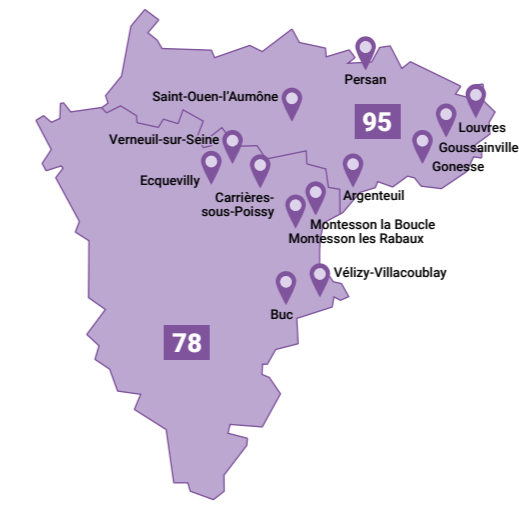 Persan
Saint-Ouen-l’Aumône
95
Louvres
Verneuil-sur-Seine
Goussainville
Gonesse
Ecquevilly
Carrières-
sous-Poissy
Argenteuil
Montesson la Boucle
Montesson les Rabaux
Vélizy-Villacoublay
Buc
78